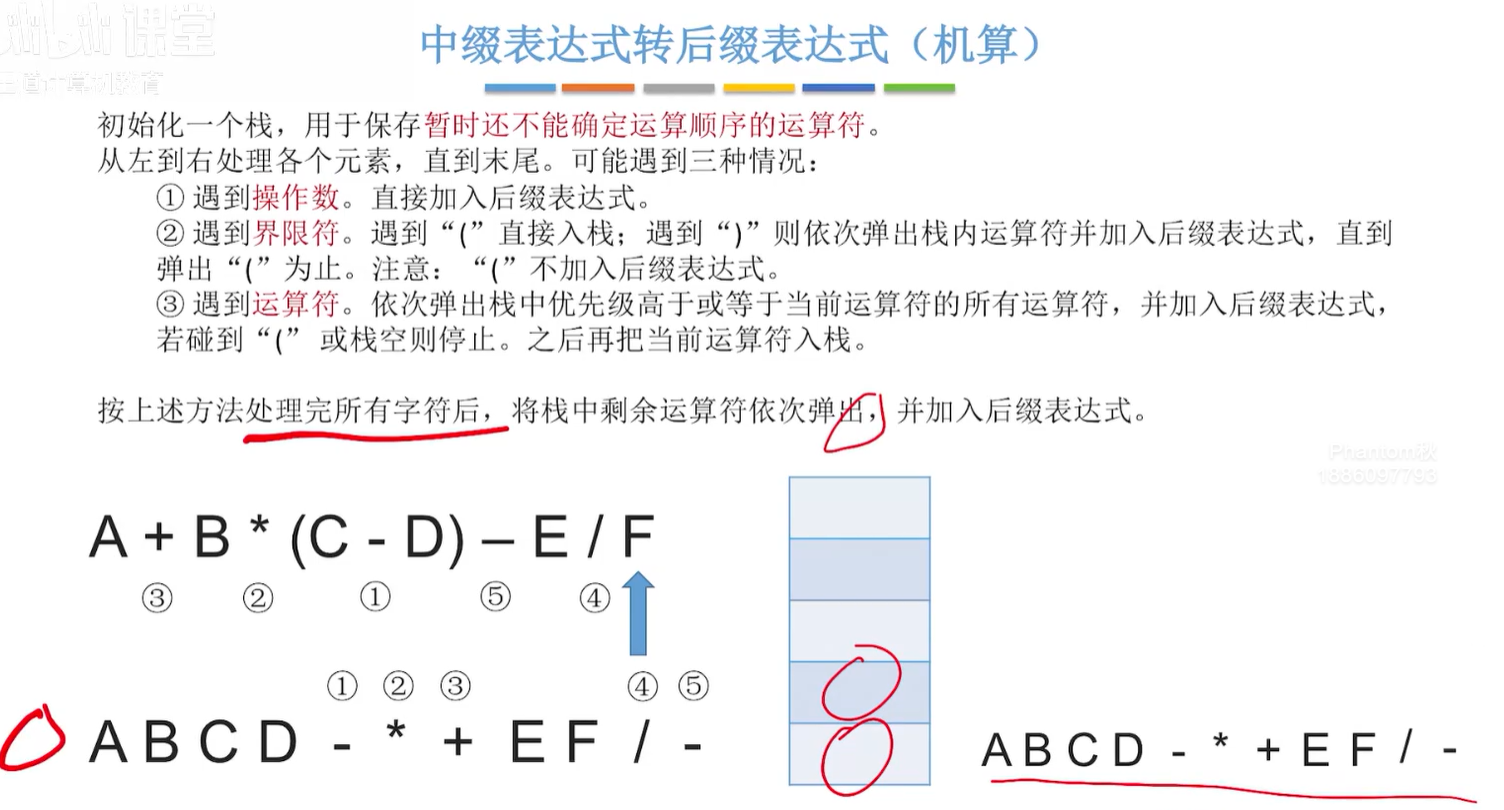 课堂
中缀表达式转后缀表达式（机算）
初始化一个栈，用于保存暂时还不能确定运算顺序的运算符。
从左到右处理各个元素，直到末尾。可能遇到三种情况：
① 遇到操作数。直接加入后缀表达式。
② 遇到界限符。遇到“(”直接入栈；遇到“)”则依次弹出栈内运算符并加入后缀表达式，直到
弹出“(”为止。注意：“(”不加入后缀表达式。
③ 遇到运算符。依次弹出栈中优先级高于或等于当前运算符的所有运算符，并加入后缀表达式，
若碰到“(” 或栈空则停止。之后再把当前运算符入栈。
按上述方法处理完所有字符后，将栈中剩余运算符依次弹出，并加入后缀表达式。
Phantom秋
1886097793
A + B * (C - D) – E / F
③ ② ① ⑤ ④
① ② ③ ④ ⑤
A B C D - * + E F / -
A B C D - * + E F / -